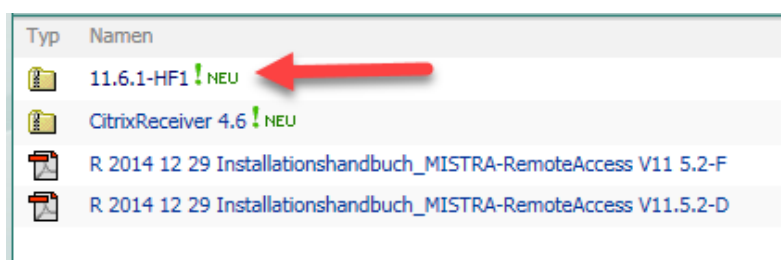 Typ Namen
11.6.1-HF1 ! NEU
CitrixReceiver 4.6 ! NEU
R 2014 12 29 Installationshandbuch_MISTRA-RemoteAccess V11 5.2-F
R 2014 12 29 Installationshandbuch_MISTRA-RemoteAccess V11.5.2-D